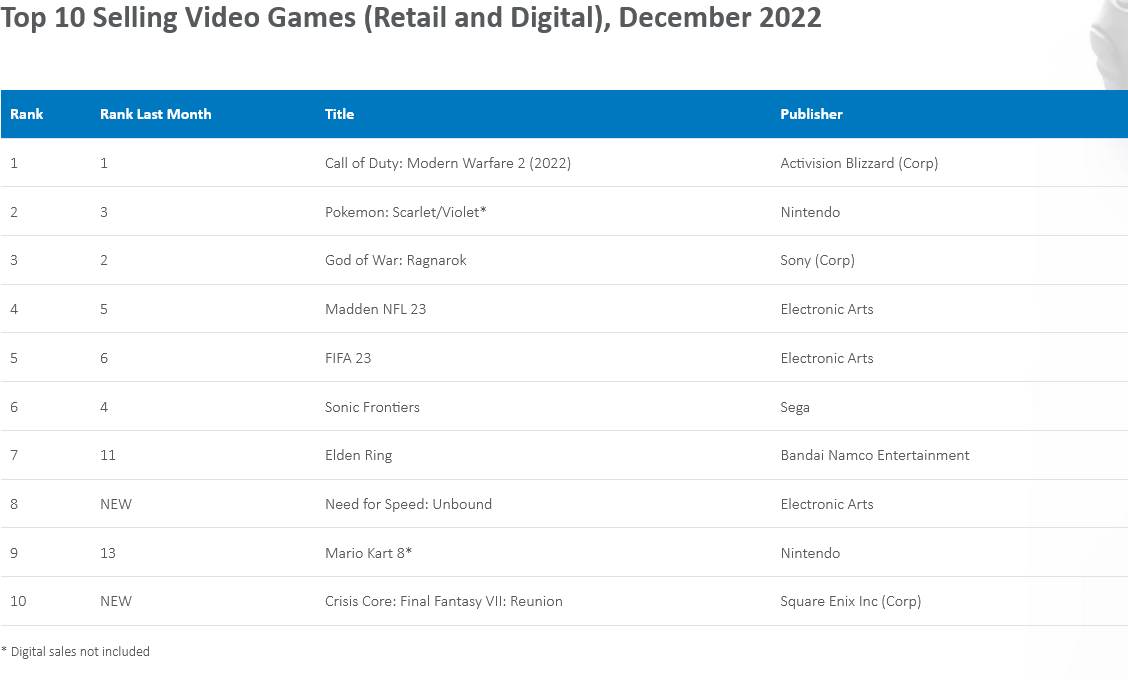 Top 10 Selling Video Games (Retail and Digital), December 2022
Rank Rank Last Month Title Publisher
1 1 Call of Duty: Modern Warfare 2 (2022) Activision Blizzard (Corp)
2 3 Pokemon: Scarlet/Violet* Nintendo
3 2 God of War: Ragnarok Sony (Corp)
4 5 Madden NFL 23 Electronic Arts
5 6 FIFA 23 Electronic Arts
6 4 Sonic Frontiers Sega
7 11 Elden Ring Bandai Namco Entertainment
8 NEW Need for Speed: Unbound Electronic Arts
9 13 Mario Kart 8* Nintendo
10 NEW Crisis Core: Final Fantasy VII: Reunion Square Enix Inc (Corp)
* Digital sales not included